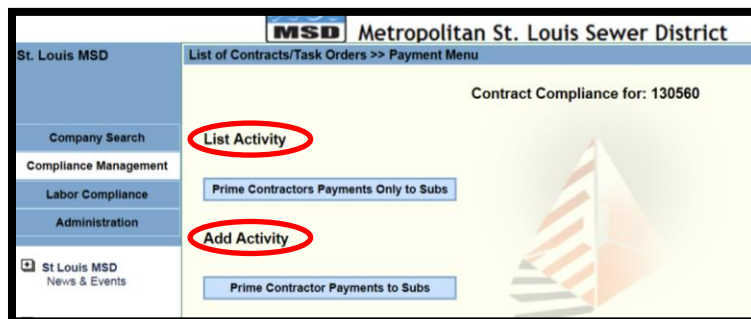 MSD Metropolitan St. Louis Sewer District
St. Louis MSD
List of Contracts/Task Orders >> Payment Menu
Contract Compliance for: 130560
Company Search
Compliance Management
Labor Compliance
Administration
St Louis MSD
News & Events
List Activity
Prime Contractors Payments Only to Subs
Add Activity
Prime Contractor Payments to Subs